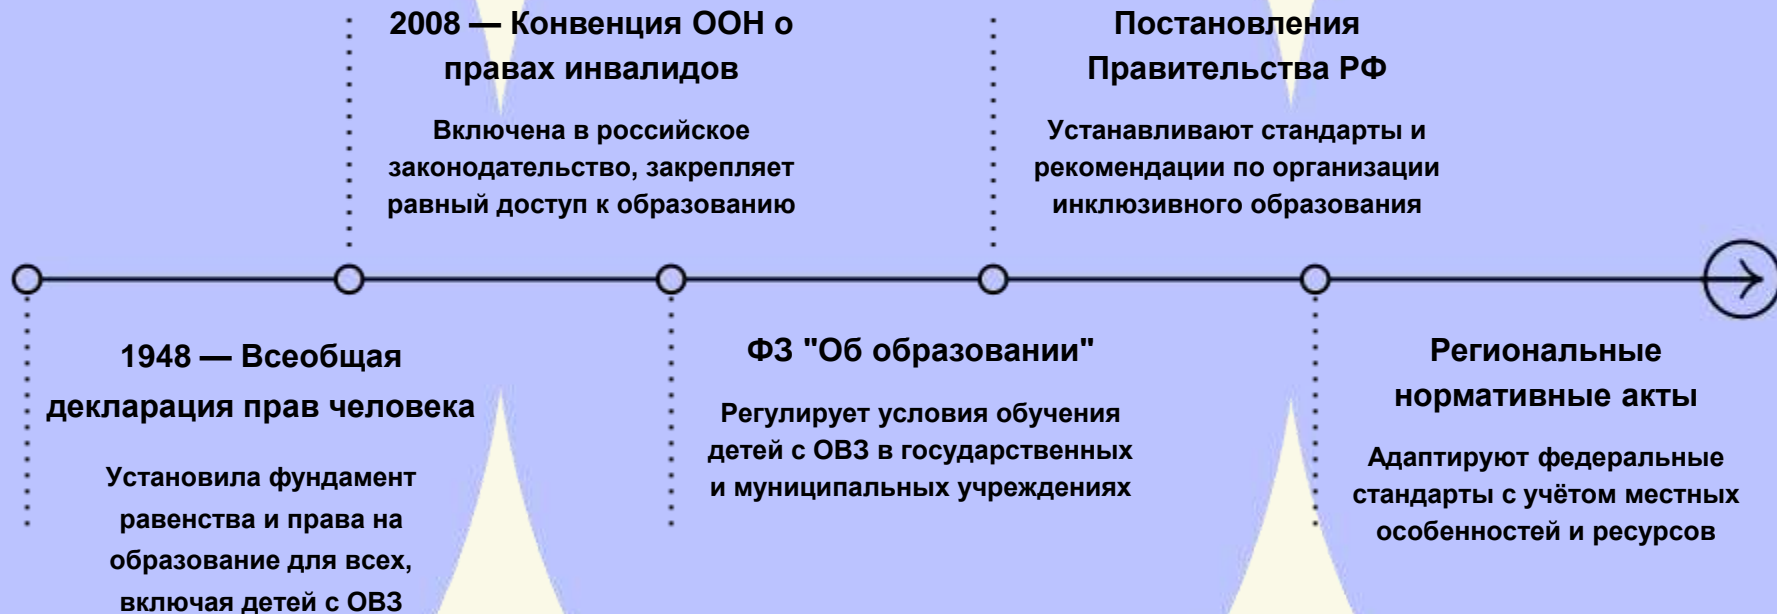 2008 — Конвенция ООН о
правах инвалидов
Включена в российское
законодательство, закрепляет
равный доступ к образованию
Постановления
Правительства РФ
Устанавливают стандарты и
рекомендации по организации
инклюзивного образования
1948 — Всеобщая
декларация прав человека
Установила фундамент
равенства и права на
образование для всех,
включая детей с ОВЗ
ФЗ "Об образовании"
Регулирует условия обучения
детей с ОВЗ в государственных
и муниципальных учреждениях
Региональные
нормативные акты
Адаптируют федеральные
стандарты с учётом местных
особенностей и ресурсов